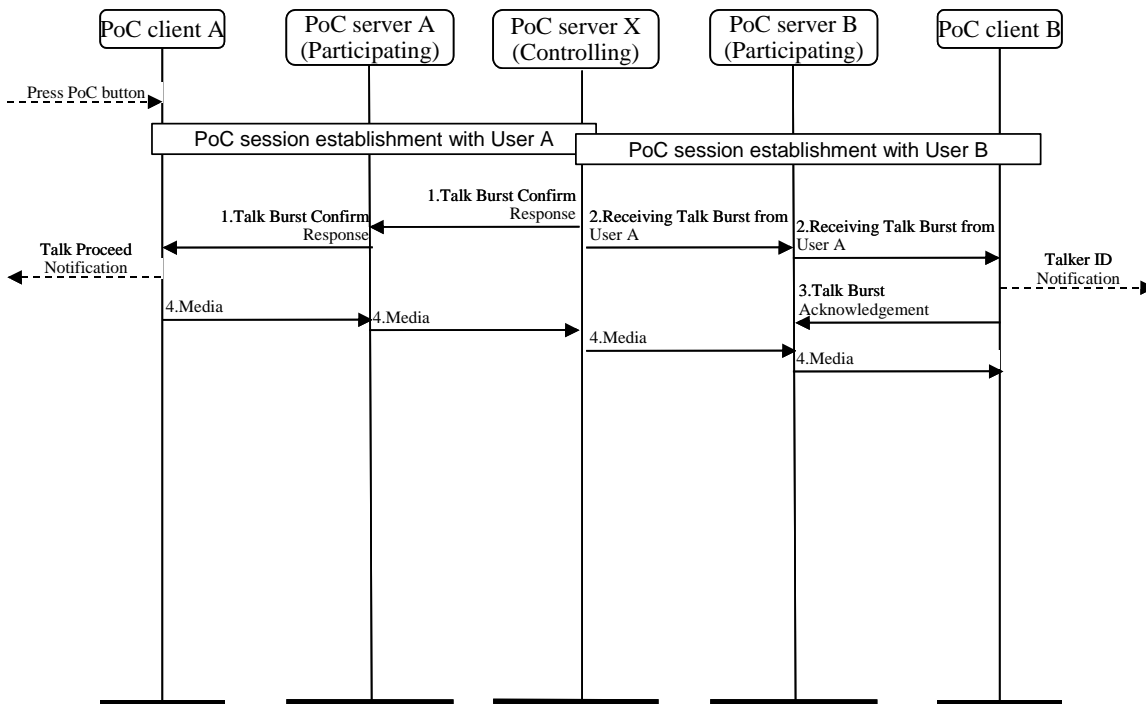 PoC client A
PoC server A
(Participating)
PoC server X
(Controlling)
PoC server B
(Participating)
PoC client B
Press PoC button
PoC session establishment with User A
PoC session establishment with User B
1.Talk Burst Confirm
Response
1.Talk Burst Confirm
Response
2.Receiving Talk Burst from
User A
2.Receiving Talk Burst from
User A
Talk Proceed
Notification
Talker ID
Notification
3.Talk Burst
Acknowledgement
4.Media
4.Media
4.Media
4.Media